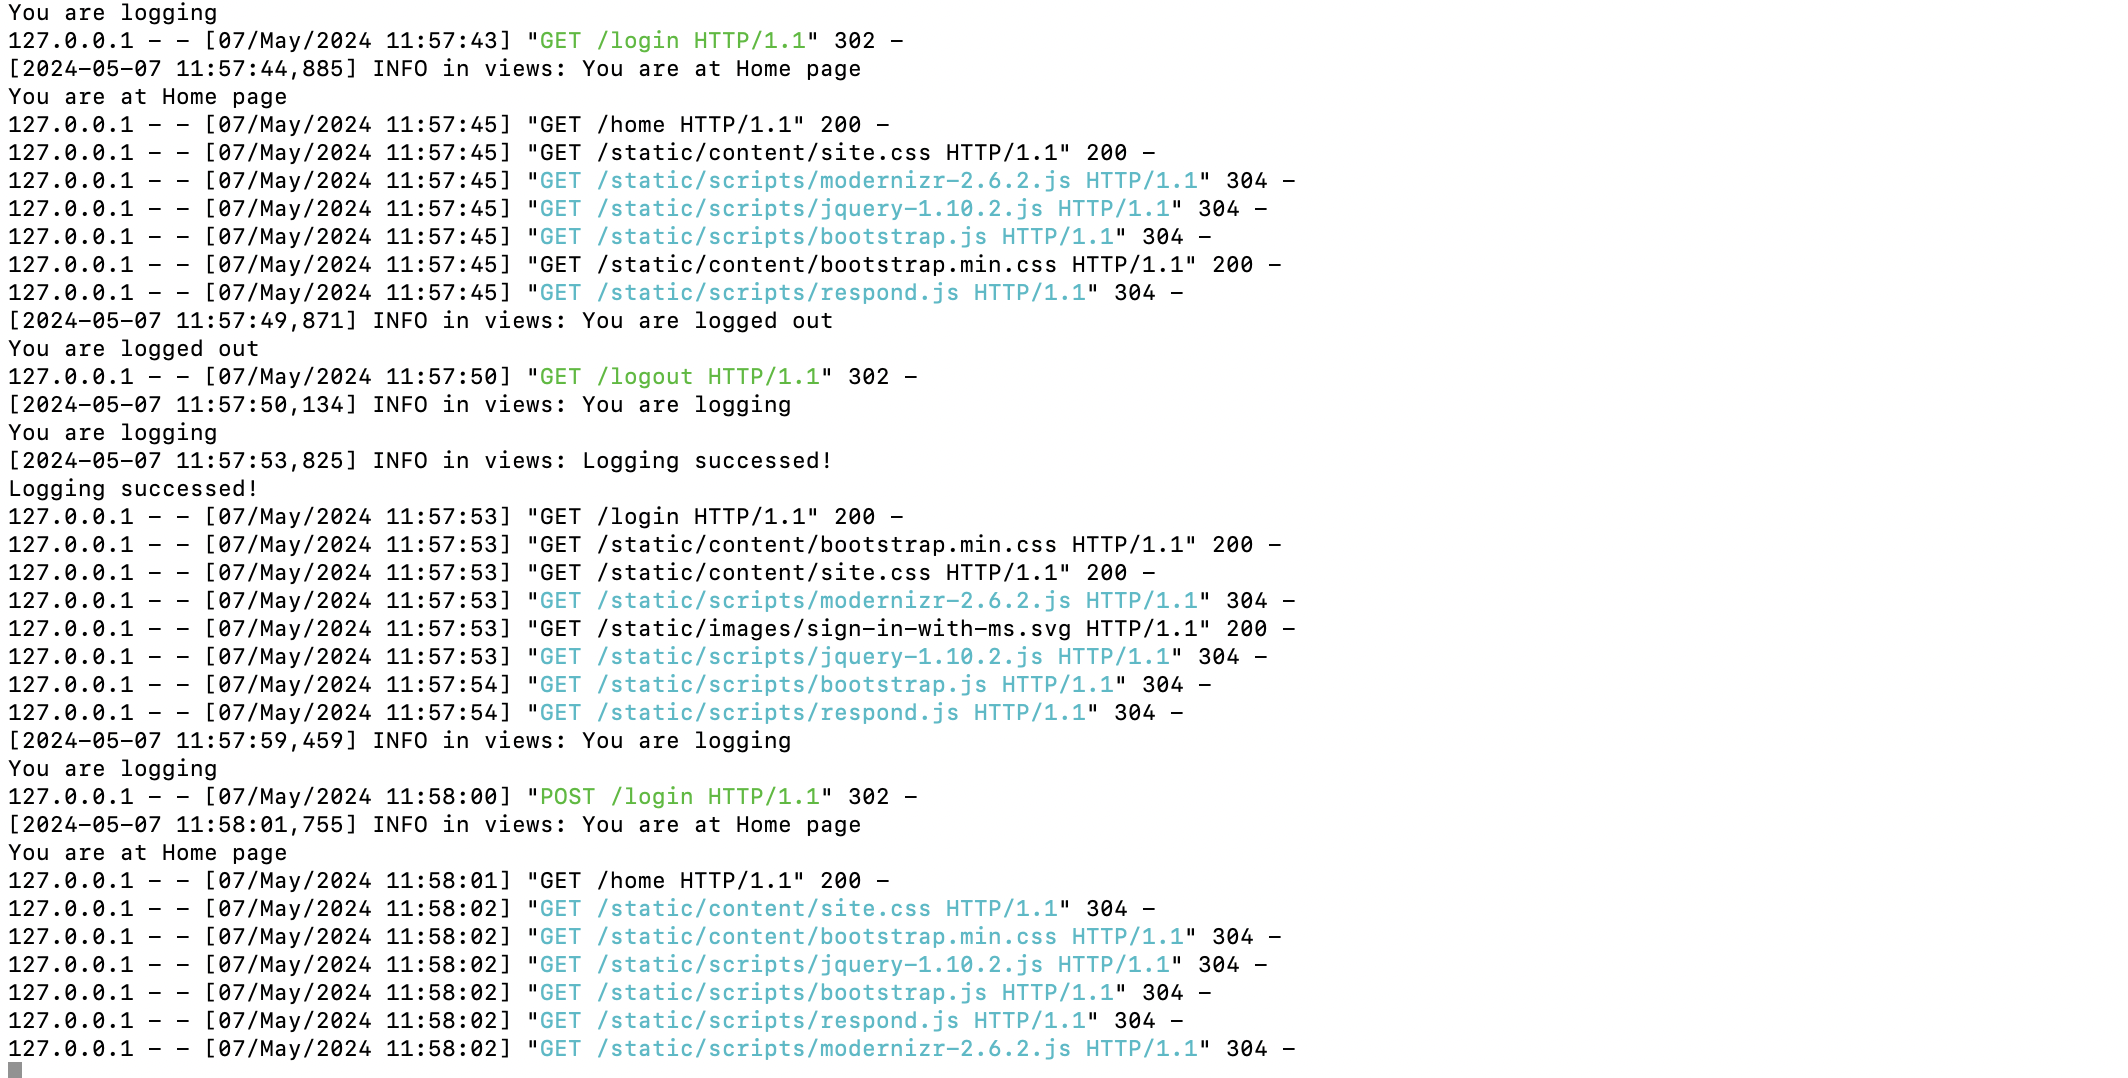 You are logging
127.0.0.1 - - [07/May/2024 11:57:43] "GET /login HTTP/1.1" 302 -
[2024-05-07 11:57:44,885] INFO in views: You are at Home page
You are at Home page
127.0.0.1 - - [07/May/2024 11:57:45] "GET /home HTTP/1.1" 200 -
127.0.0.1 - - [07/May/2024 11:57:45] "GET /static/content/site.css HTTP/1.1" 200 -
127.0.0.1 - - [07/May/2024 11:57:45] "GET /static/scripts/modernizr-2.6.2.js HTTP/1.1" 304 -
127.0.0.1 - - [07/May/2024 11:57:45] "GET /static/scripts/jquery-1.10.2.js HTTP/1.1" 304 -
127.0.0.1 - - [07/May/2024 11:57:45] "GET /static/scripts/bootstrap.js HTTP/1.1" 304 -
127.0.0.1 - - [07/May/2024 11:57:45] "GET /static/content/bootstrap.min.css HTTP/1.1" 200 -
127.0.0.1 - - [07/May/2024 11:57:45] "GET /static/scripts/respond.js HTTP/1.1" 304 -
[2024-05-07 11:57:49,871] INFO in views: You are logged out
You are logged out
127.0.0.1 - - [07/May/2024 11:57:50] "GET /logout HTTP/1.1" 302 -
[2024-05-07 11:57:50,134] INFO in views: You are logging
You are logging
[2024-05-07 11:57:53,825] INFO in views: Logging successed!
Logging successed!
127.0.0.1 - - [07/May/2024 11:57:53] "GET /login HTTP/1.1" 200 -
127.0.0.1 - - [07/May/2024 11:57:53] "GET /static/content/bootstrap.min.css HTTP/1.1" 200 -
127.0.0.1 - - [07/May/2024 11:57:53] "GET /static/content/site.css HTTP/1.1" 200 -
127.0.0.1 - - [07/May/2024 11:57:53] "GET /static/scripts/modernizr-2.6.2.js HTTP/1.1" 304 -
127.0.0.1 - - [07/May/2024 11:57:53] "GET /static/images/sign-in-with-ms.svg HTTP/1.1" 200 -
127.0.0.1 - - [07/May/2024 11:57:53] "GET /static/scripts/jquery-1.10.2.js HTTP/1.1" 304 -
127.0.0.1 - - [07/May/2024 11:57:54] "GET /static/scripts/bootstrap.js HTTP/1.1" 304 -
127.0.0.1 - - [07/May/2024 11:57:54] "GET /static/scripts/respond.js HTTP/1.1" 304 -
[2024-05-07 11:57:59,459] INFO in views: You are logging
You are logging
127.0.0.1 - - [07/May/2024 11:58:00] "POST /login HTTP/1.1" 302 -
[2024-05-07 11:58:01,755] INFO in views: You are at Home page
You are at Home page
127.0.0.1 - - [07/May/2024 11:58:01] "GET /home HTTP/1.1" 200 -
127.0.0.1 - - [07/May/2024 11:58:02] "GET /static/content/site.css HTTP/1.1" 304 -
127.0.0.1 - - [07/May/2024 11:58:02] "GET /static/content/bootstrap.min.css HTTP/1.1" 304 -
127.0.0.1 - - [07/May/2024 11:58:02] "GET /static/scripts/jquery-1.10.2.js HTTP/1.1" 304 -
127.0.0.1 - - [07/May/2024 11:58:02] "GET /static/scripts/bootstrap.js HTTP/1.1" 304 -
127.0.0.1 - - [07/May/2024 11:58:02] "GET /static/scripts/respond.js HTTP/1.1" 304 -
127.0.0.1 - - [07/May/2024 11:58:02] "GET /static/scripts/modernizr-2.6.2.js HTTP/1.1" 304 -